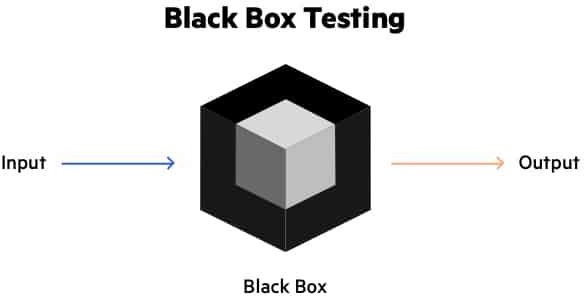 Black Box Testing
Input
Output
Black Box